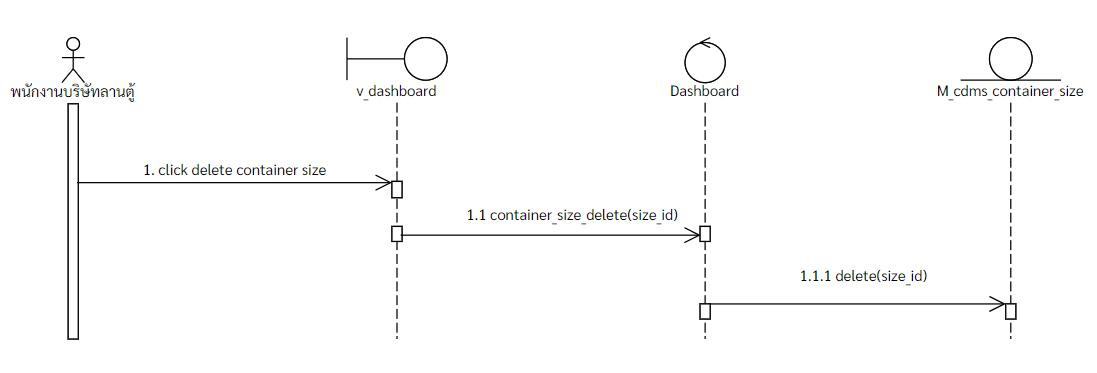 พนักงานบริษัทลานตู้
v_dashboard
Dashboard
M_cdms_container_size
1. click delete container size
1.1 container_size_delete(size_id)
1.1.1 delete(size_id)